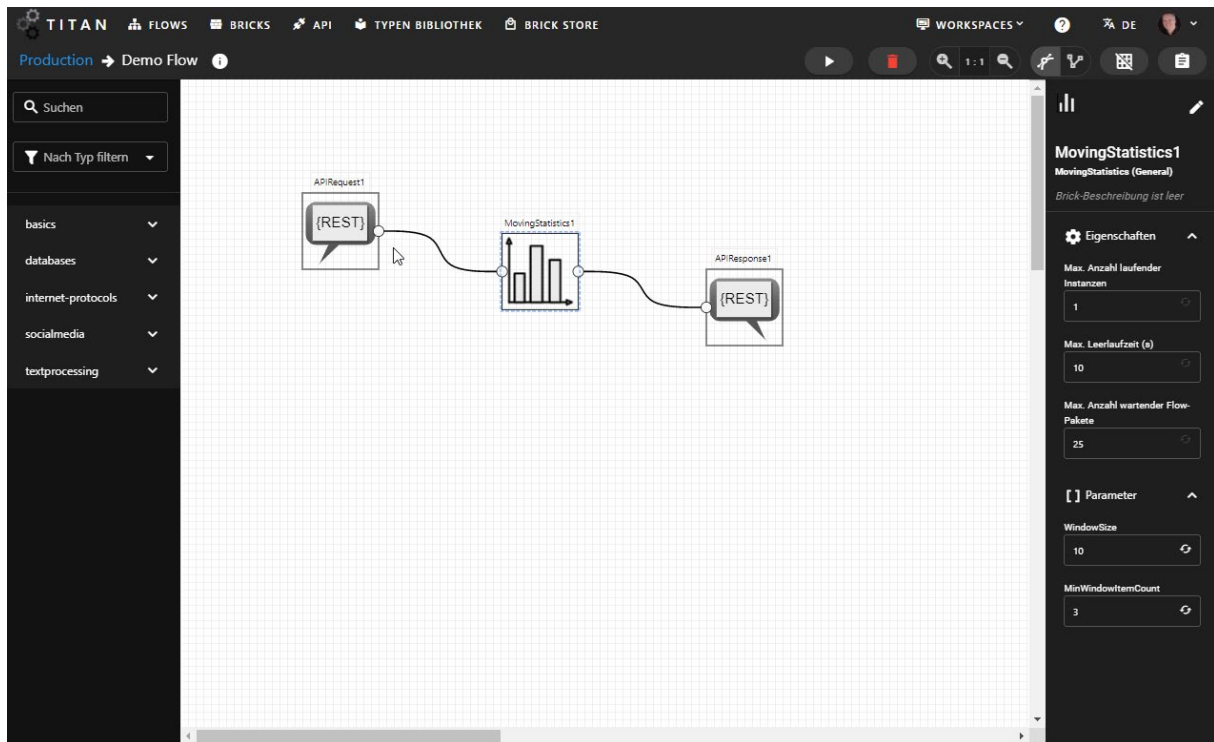 TITAN FLOWS BRICKS API TYPEN BIBLIOTHEK BRICK STORE WORKSPACES ? DE
Production → Demo Flow i 1:1
Suchen
Nach Typ filtern
basics
databases
internet-protocols
socialmedia
textprocessing
APIRequest1
{REST}
MovingStatistics1
APIResponse1
{REST}
MovingStatistics1
MovingStatistics (General)
Brick-Beschreibung ist leer
Eigenschaften
Max. Anzahl laufender
Instanzen
1
Max. Leerlaufzeit (s)
10
Max. Anzahl wartender Flow-
Pakete
25
[ ] Parameter
WindowSize
10
MinWindowItemCount
3